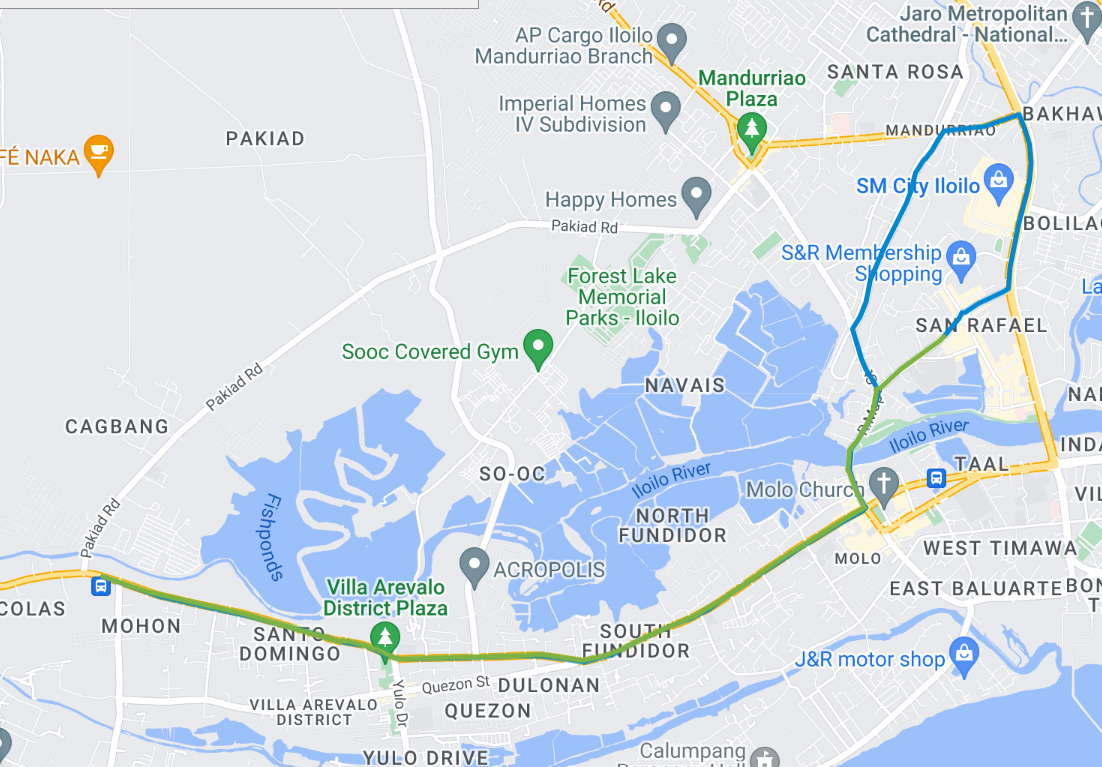 Rd
Jaro Metropolitan
Cathedral - National...
AP Cargo Iloilo
Mandurriao Branch
SANTA ROSA
Mandurriao
Plaza
Imperial Homes
IV Subdivision
BAKHAW
MANDURRIAO
PAKIAD
FÉ NAKA
SM City Iloilo
Happy Homes
BOLILAO
Pakiad Rd
S&R Membership
Shopping
Forest Lake
Memorial
Parks - Iloilo
La
SAN RAFAEL
Sooc Covered Gym
NAVAIS
Pakiad Rd
NA
CAGBANG
Iloilo River
INDA
TAAL
SO-OC
Iloilo River
Molo Church
VIL
Fishponds
NORTH
FUNDIDOR
Pakiad Rd
MOLO
WEST TIMAWA
ACROPOLIS
EAST BALUARTE
BON
T
Villa Arevalo
District Plaza
COLAS
MOHON
SANTO
DOMINGO
SOUTH
FUNDIDOR
J&R motor shop
Quezon St
DULONAN
Yulo Dr
VILLA AREVALO
DISTRICT
QUEZON
YULO DRIVE
Calumpang